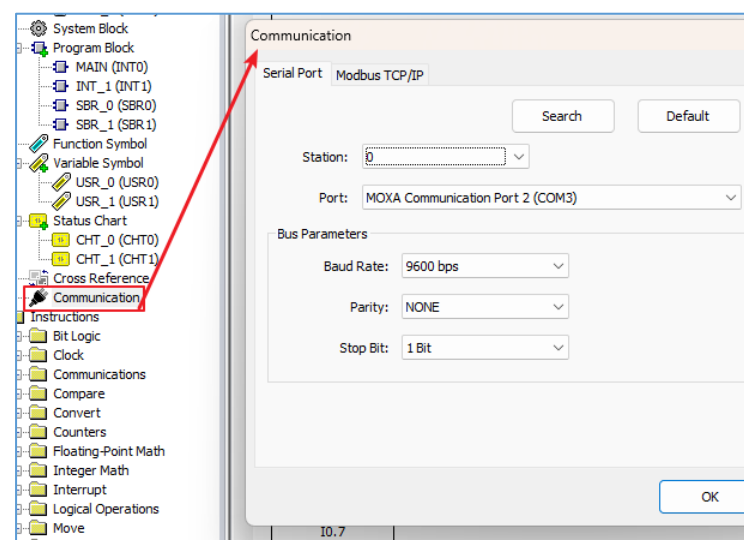 System Block
Program Block
MAIN (INT0)
INT_1 (INT1)
SBR_0 (SBR0)
SBR_1 (SBR1)
Function Symbol
Variable Symbol
USR_0 (USR0)
USR_1 (USR1)
Status Chart
CHT_0 (CHT0)
CHT_1 (CHT1)
Cross Reference
Communication
Instructions
Bit Logic
Clock
Communications
Compare
Convert
Counters
Floating-Point Math
Integer Math
Interrupt
Logical Operations
Move
Communication
Serial Port Modbus TCP/IP
Search Default
Station: 0
Port: MOXA Communication Port 2 (COM3)
Bus Parameters
Baud Rate: 9600 bps
Parity: NONE
Stop Bit: 1 Bit
OK
I0.7